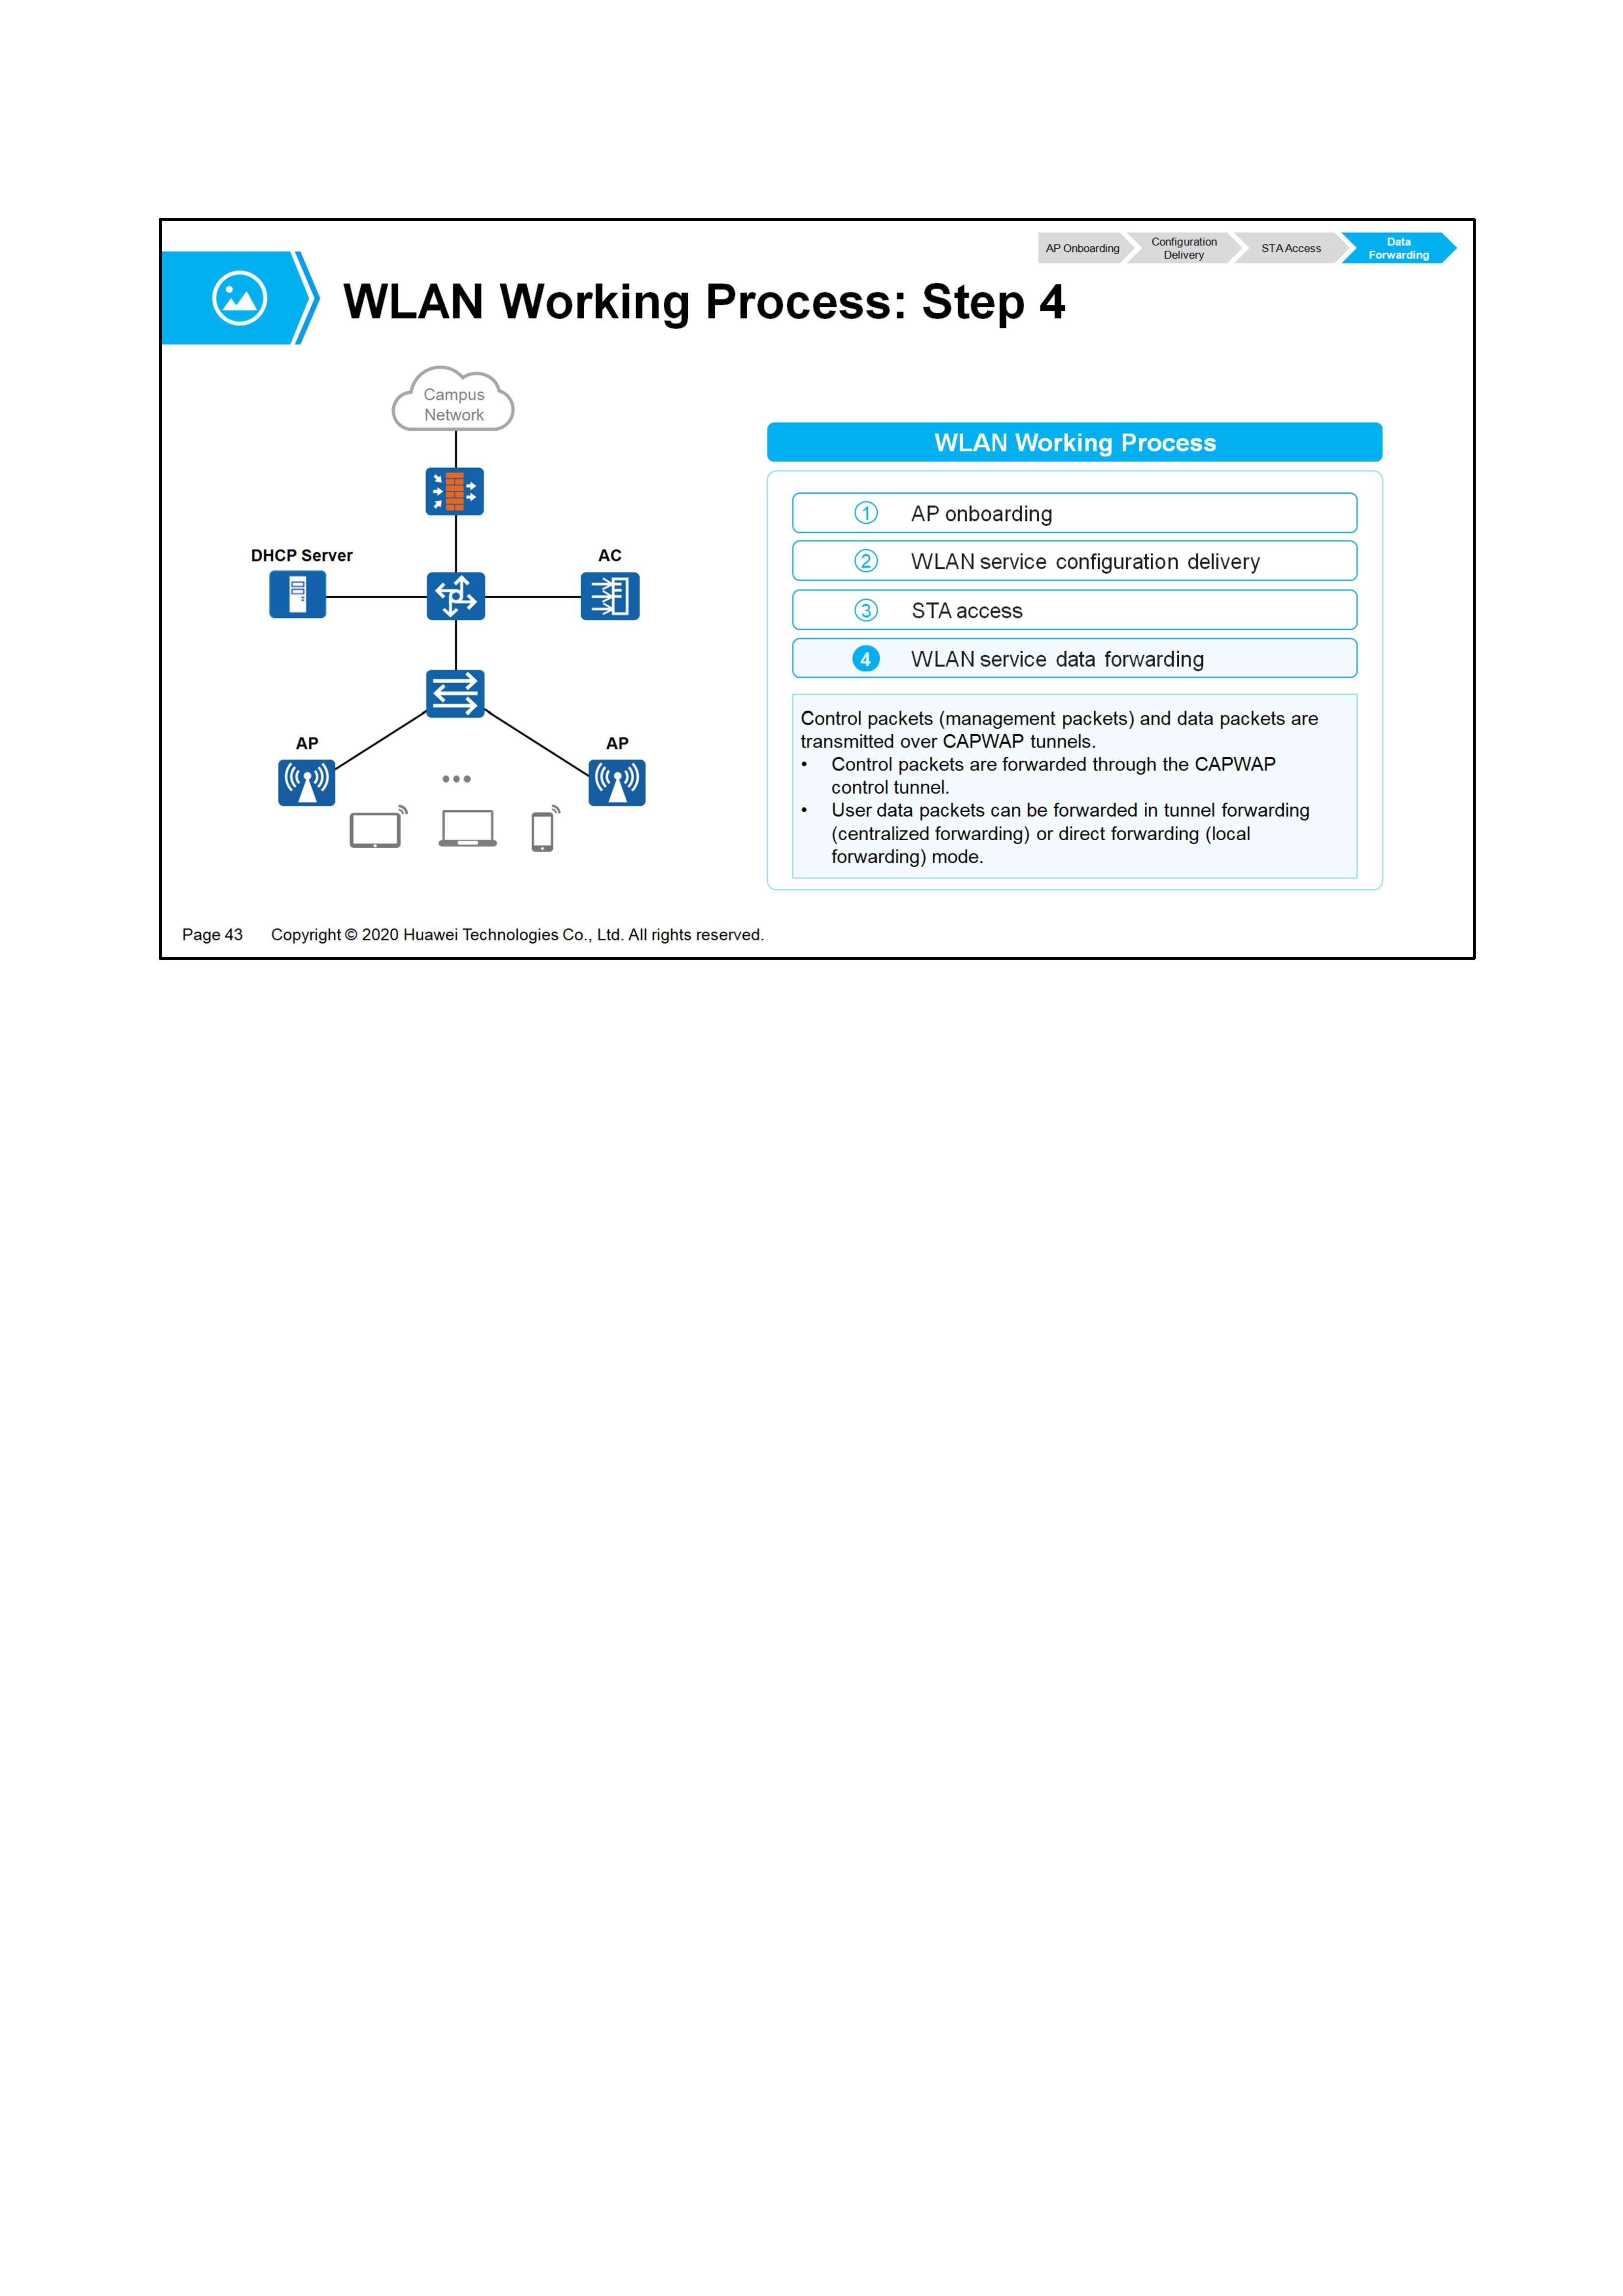 AP Onboarding
Configuration
Delivery
STA Access
Data
Forwarding
WLAN Working Process: Step 4
Campus
Network
DHCP Server
AC
AP
AP
WLAN Working Process
1 AP onboarding
2 WLAN service configuration delivery
3 STA access
4 WLAN service data forwarding
Control packets (management packets) and data packets are
transmitted over CAPWAP tunnels.
• Control packets are forwarded through the CAPWAP
control tunnel.
• User data packets can be forwarded in tunnel forwarding
(centralized forwarding) or direct forwarding (local
forwarding) mode.
Page 43 Copyright © 2020 Huawei Technologies Co., Ltd. All rights reserved.